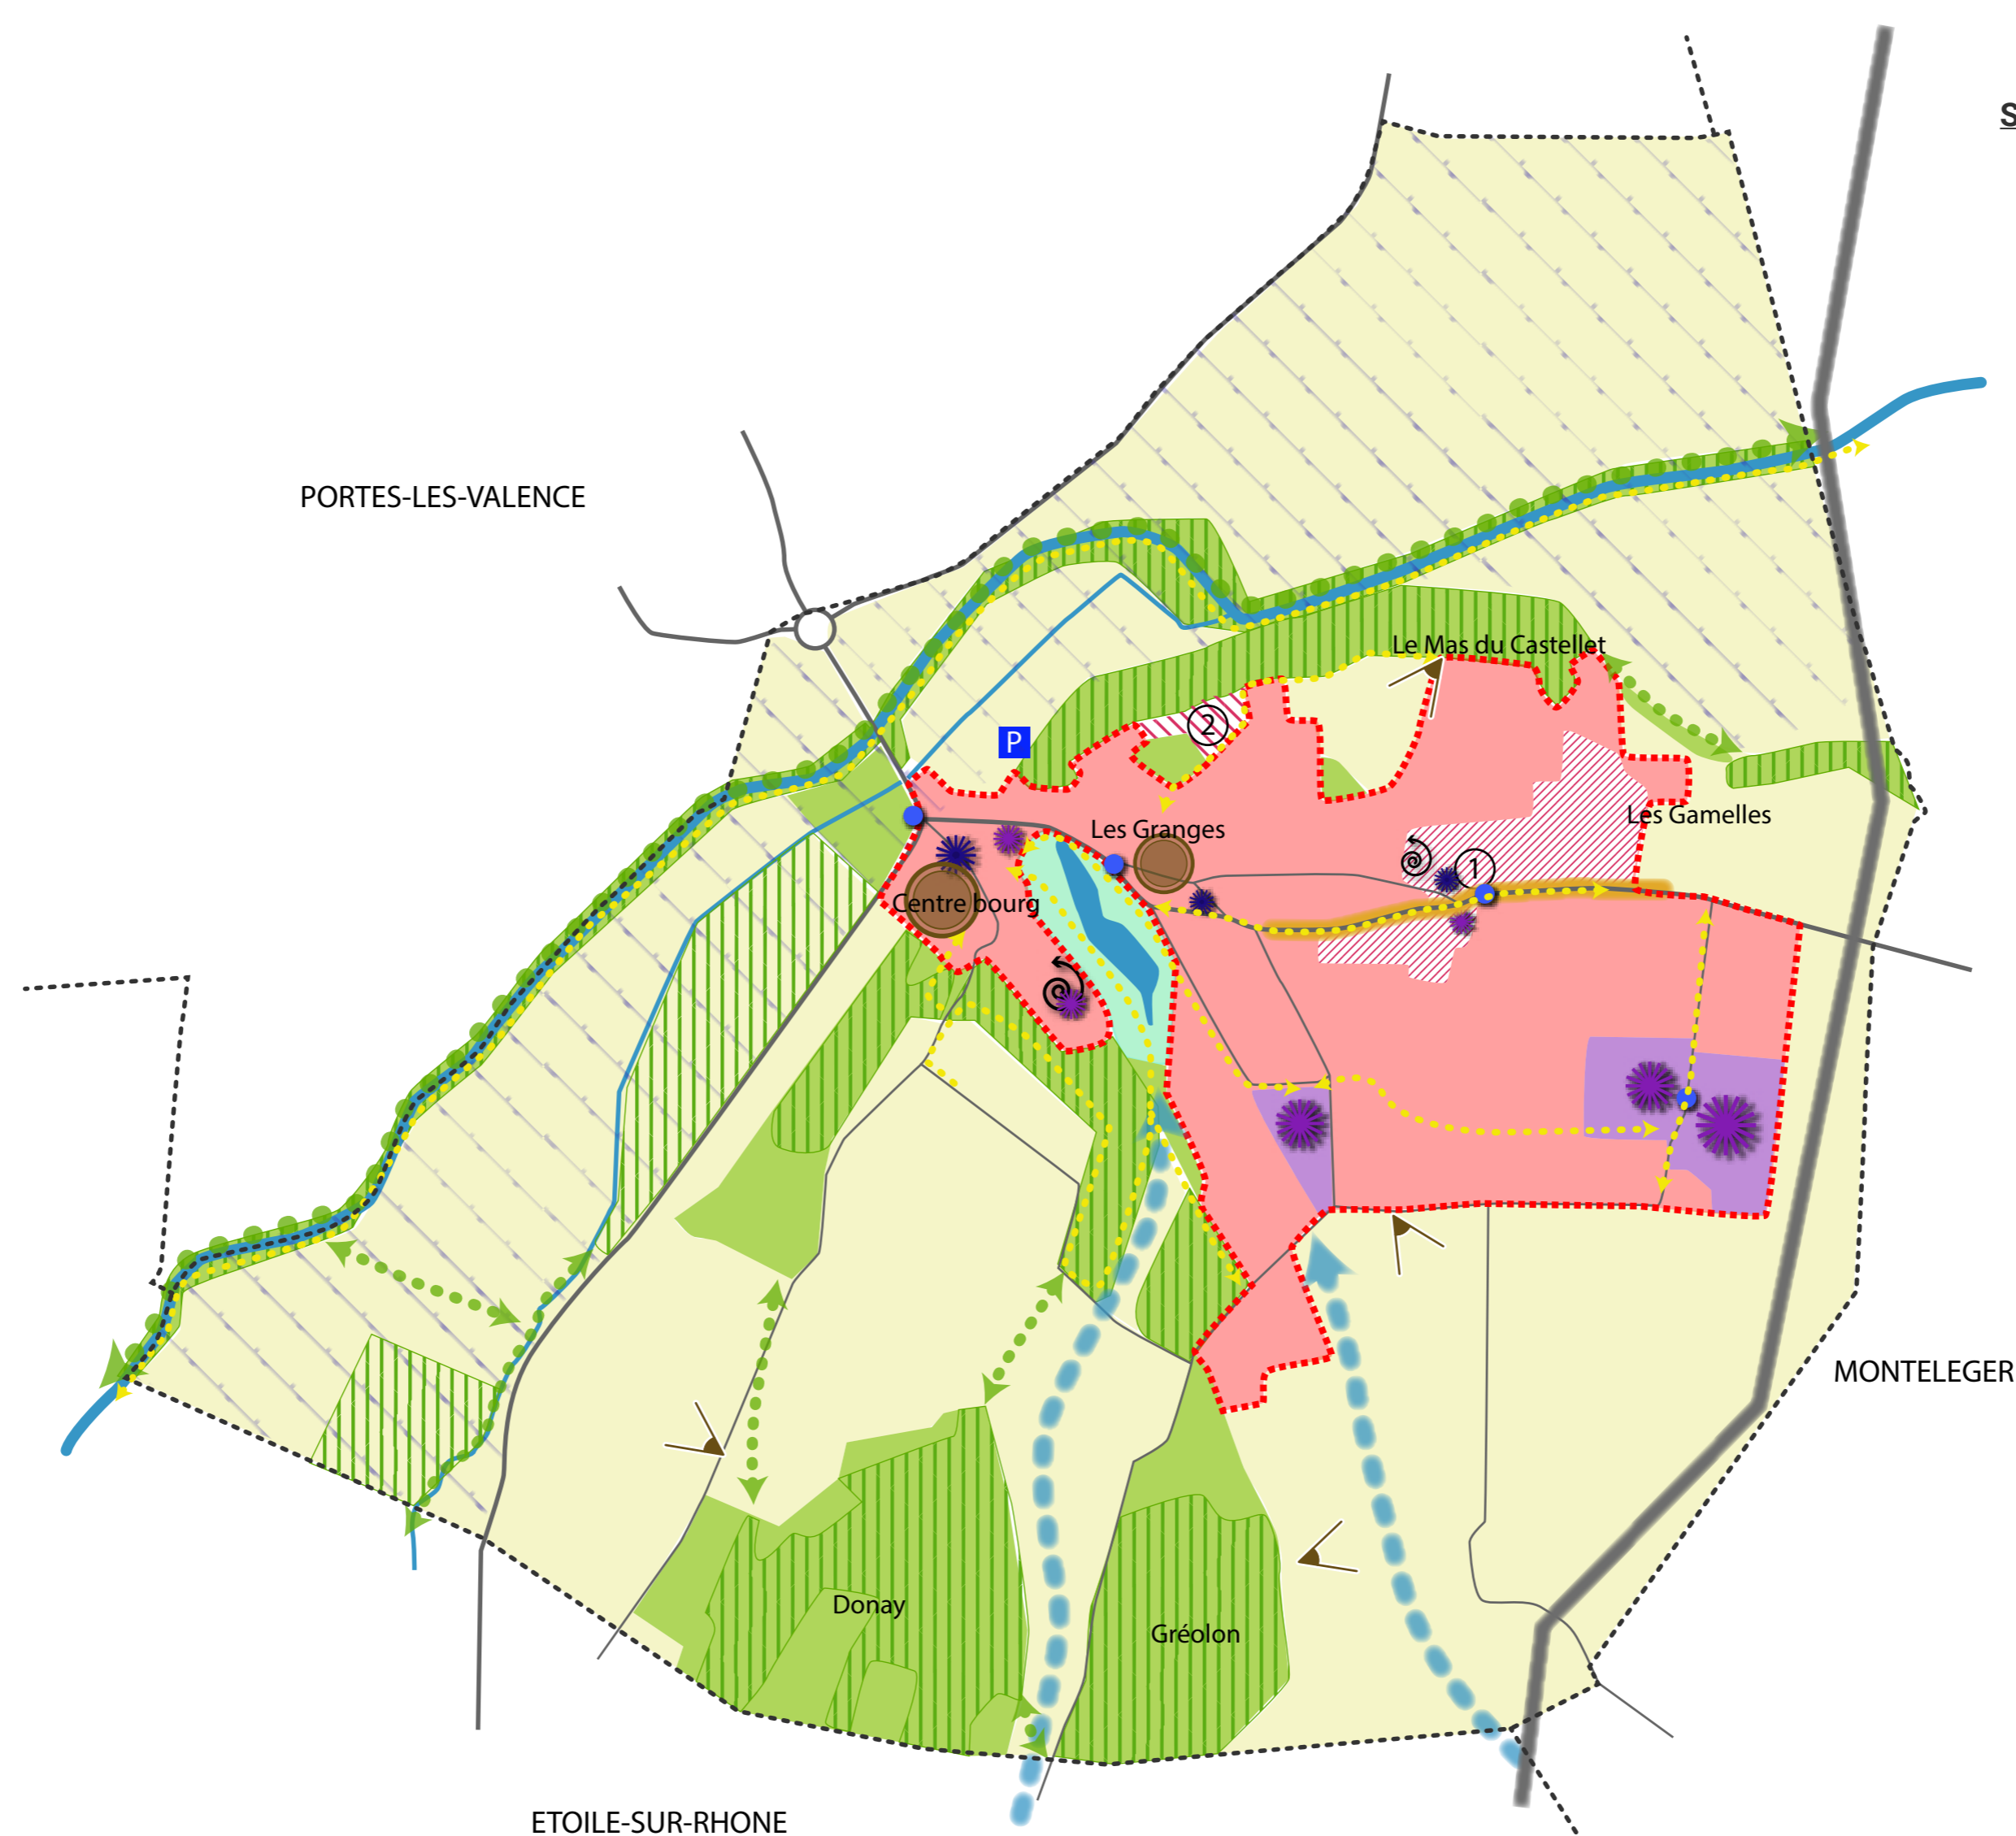 S
PORTES-LES-VALENCE
Le Mas du Castellet
2
P
Les Gamelles
Les Granges
1
Centre bourg
MONTELEGER
Donay
Gréolon
ETOILE-SUR-RHONE